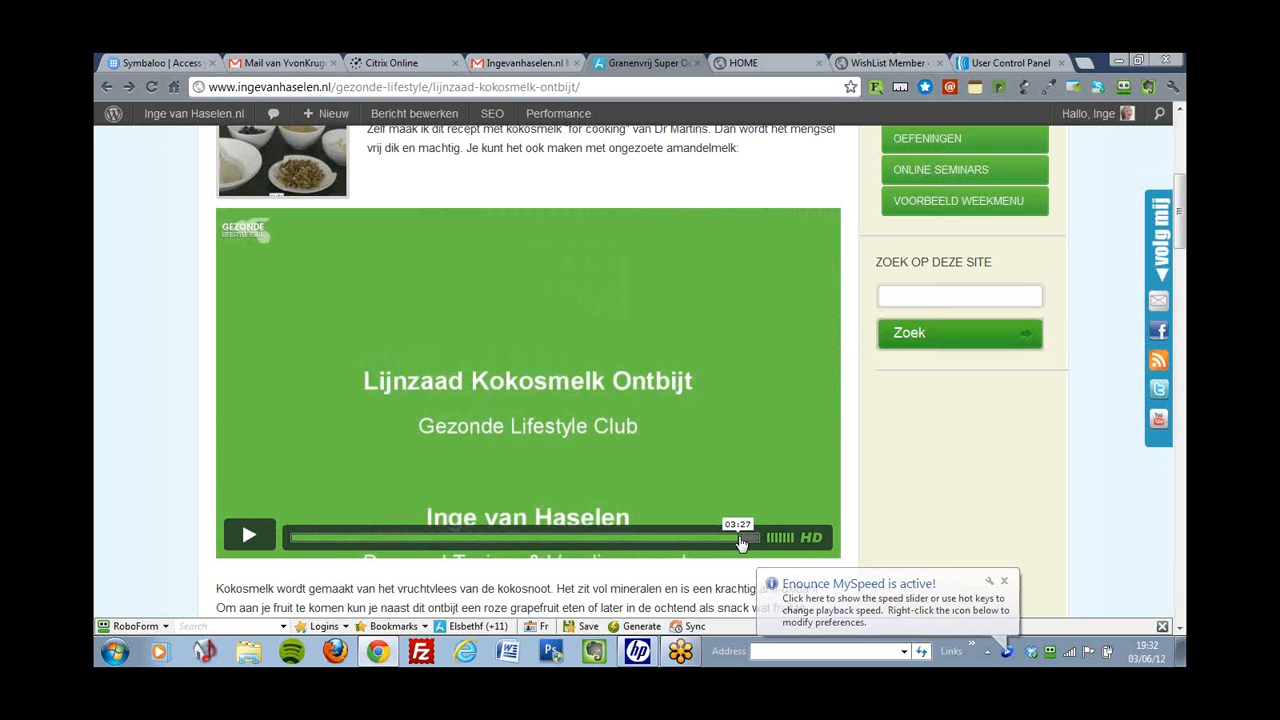 Symbaloo | Access
Mail van YvonKrug
Citrix Online
Ingevanhaselen.nl
Granenvrij Super O
HOME
WishList Member
User Control Panel
www.ingevanhaselen.nl/gezonde-lifestyle/lijnzaad-kokosmelk-ontbijt/
Inge van Haselen.nl
+ Nieuw
Bericht bewerken
SEO
Performance
Hallo, Inge
Zelf maak ik dit recept met kokosmelk "for cooking" van Dr Martins. Dan wordt het mengsel
vrij dik en machtig. Je kunt het ook maken met ongezoete amandelmelk:
OEFENINGEN
ONLINE SEMINARS
VOORBEELD WEEKMENU
ZOEK OP DEZE SITE
Zoek
volg mij
GEZONDE
LIFESTYLE CLUB
Lijnzaad Kokosmelk Ontbijt
Gezonde Lifestyle Club
Inge van Haselen
03:27
HD
Kokosmelk wordt gemaakt van het vruchtvlees van de kokosnoot. Het zit vol mineralen en is een krachtig
Om aan je fruit te komen kun je naast dit ontbijt een roze grapefruit eten of later in de ochtend als snack
Enounce MySpeed is active!
Click here to show the speed slider or use hot keys to
change playback speed. Right-click the icon below to
modify preferences.
RoboForm
Search
Logins
Bookmarks
Elsbethf (+11)
Fr
Save
Generate
Sync
Address
Links
19:32
03/06/12